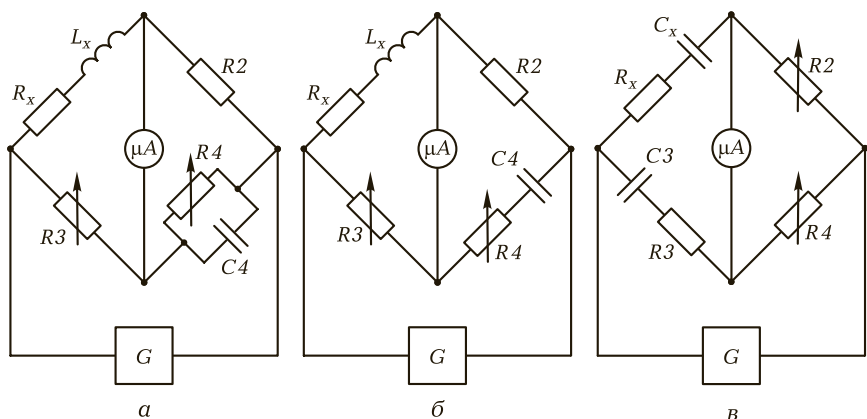 Lx
R2
Rx
μA
R4
R3
C4
G
а
Lx
R2
Rx
μA
C4
R3
R4
G
б
Cx
R2
Rx
μA
C3
R3
R4
G
в